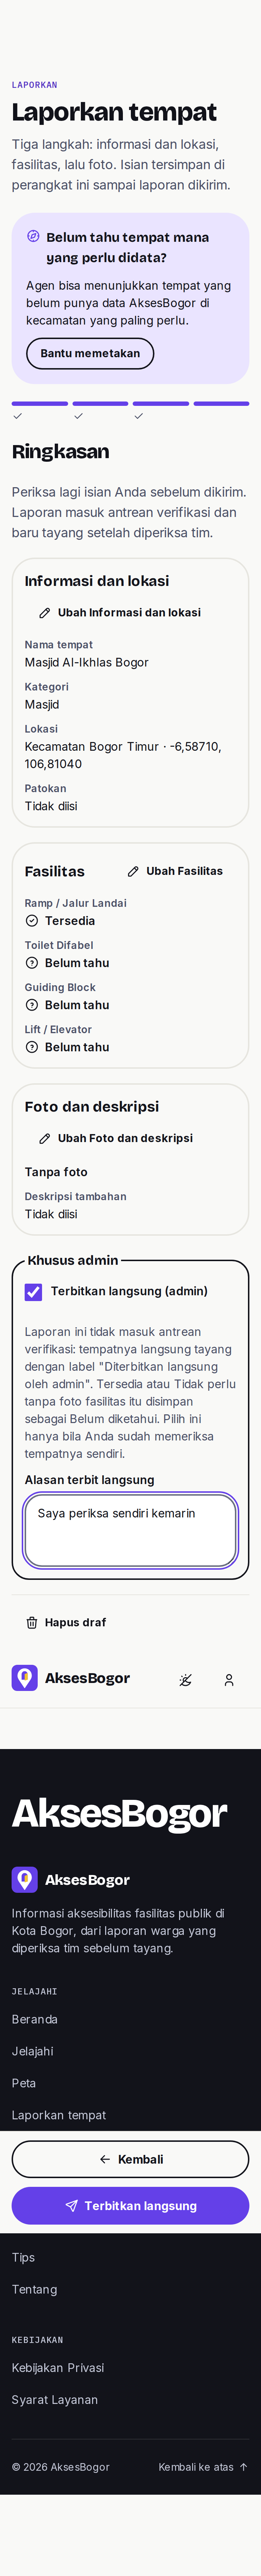 LAPORKAN
Laporkan tempat
Tiga langkah: informasi dan lokasi,
fasilitas, lalu foto. Isian tersimpan di
perangkat ini sampai laporan dikirim.
Belum tahu tempat mana
yang perlu didata?
Agen bisa menunjukkan tempat yang
belum punya data AksesBogor di
kecamatan yang paling perlu.
Bantu memetakan
Ringkasan
Periksa lagi isian Anda sebelum dikirim.
Laporan masuk antrean verifikasi dan
baru tayang setelah diperiksa tim.
Informasi dan lokasi
Ubah Informasi dan lokasi
Nama tempat
Masjid Al-Ikhlas Bogor
Kategori
Masjid
Lokasi
Kecamatan Bogor Timur · -6,58710,
106,81040
Patokan
Tidak diisi
Fasilitas
Ubah Fasilitas
Ramp / Jalur Landai
Tersedia
Toilet Difabel
Belum tahu
Guiding Block
Belum tahu
Lift / Elevator
Belum tahu
Foto dan deskripsi
Ubah Foto dan deskripsi
Tanpa foto
Deskripsi tambahan
Tidak diisi
Khusus admin
Terbitkan langsung (admin)
Laporan ini tidak masuk antrean
verifikasi: tempatnya langsung tayang
dengan label "Diterbitkan langsung
oleh admin". Tersedia atau Tidak perlu
tanpa foto fasilitas itu disimpan
sebagai Belum diketahui. Pilih ini
hanya bila Anda sudah memeriksa
tempatnya sendiri.
Alasan terbit langsung
Saya periksa sendiri kemarin
Hapus draf
AksesBogor
AksesBogor
AksesBogor
Informasi aksesibilitas fasilitas publik di
Kota Bogor, dari laporan warga yang
diperiksa tim sebelum tayang.
JELAJAHI
Beranda
Jelajahi
Peta
Laporkan tempat
Kembali
Terbitkan langsung
Tips
Tentang
KEBIJAKAN
Kebijakan Privasi
Syarat Layanan
© 2026 AksesBogor
Kembali ke atas ↑